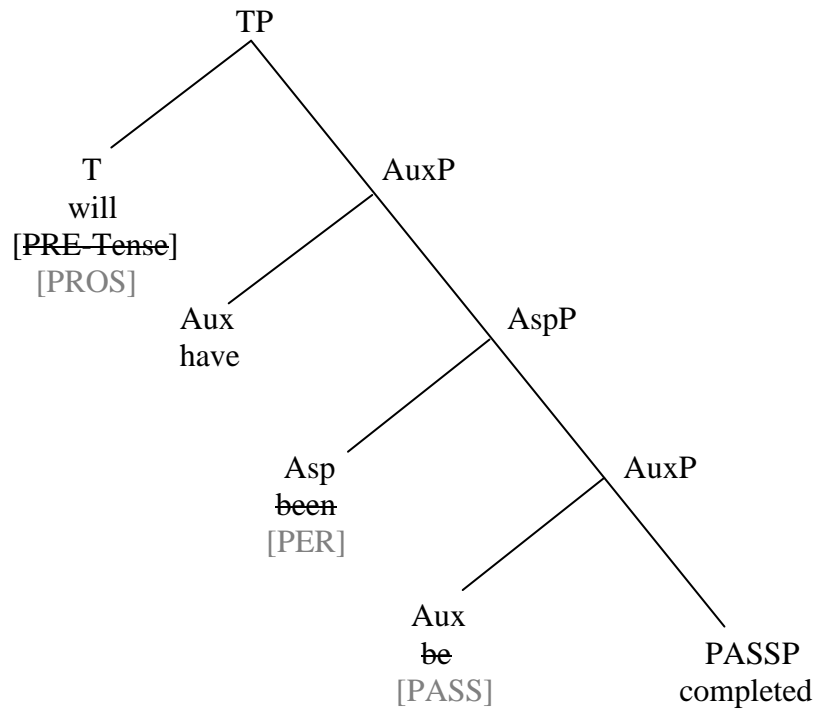 TP
T
will
[PRE-Tense]
[PROS]
AuxP
Aux
have
AspP
Asp
been
[PER]
AuxP
Aux
be
[PASS]
PASSP
completed